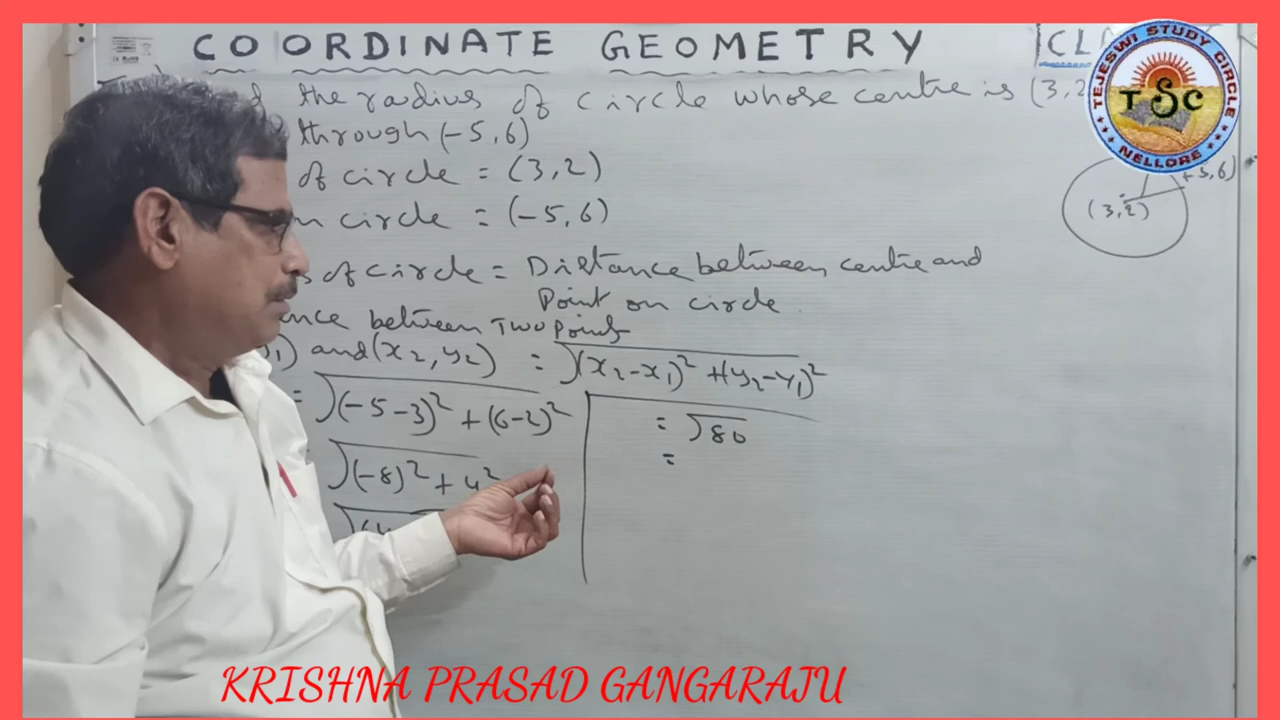 COORDINATE GEOMETRY
the radius of circle whose centre is (3,2
through (-5,6)
of circle = (3,2)
circle = (-5,6)
of circle = Distance between centre and
Point on circle
between Two Points
and (x₂, y₂) = √(x₂-x₁)² + (y₂-y₁)²
= √(-5-3)² + (6-2)²
√(-8)² + 4²
= √80
=
(3,2)
-5,6)
TEJESWI STUDY CIRCLE
TSC
NELLORE
KRISHNA PRASAD GANGARAJU